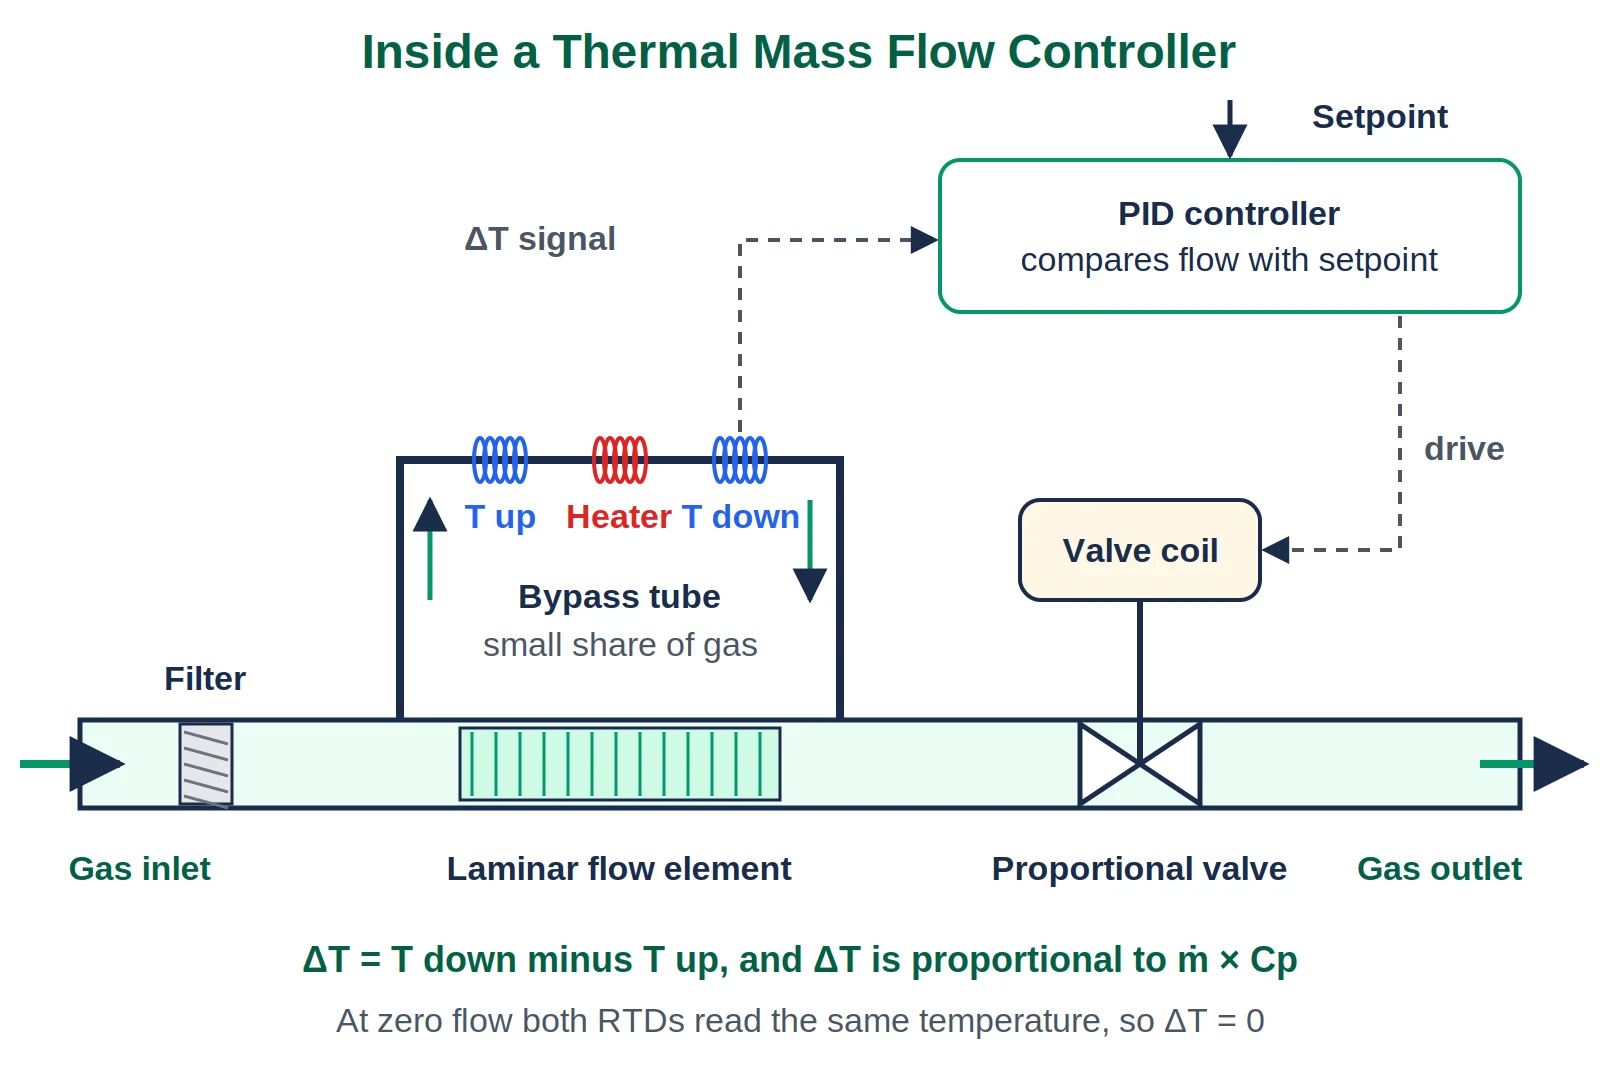 Inside a Thermal Mass Flow Controller
Setpoint
PID controller
compares flow with setpoint
ΔT signal
drive
T up
Heater
T down
Valve coil
Bypass tube
small share of gas
Filter
Gas inlet
Laminar flow element
Proportional valve
Gas outlet
ΔT = T down minus T up, and ΔT is proportional to ṁ × Cp
At zero flow both RTDs read the same temperature, so ΔT = 0